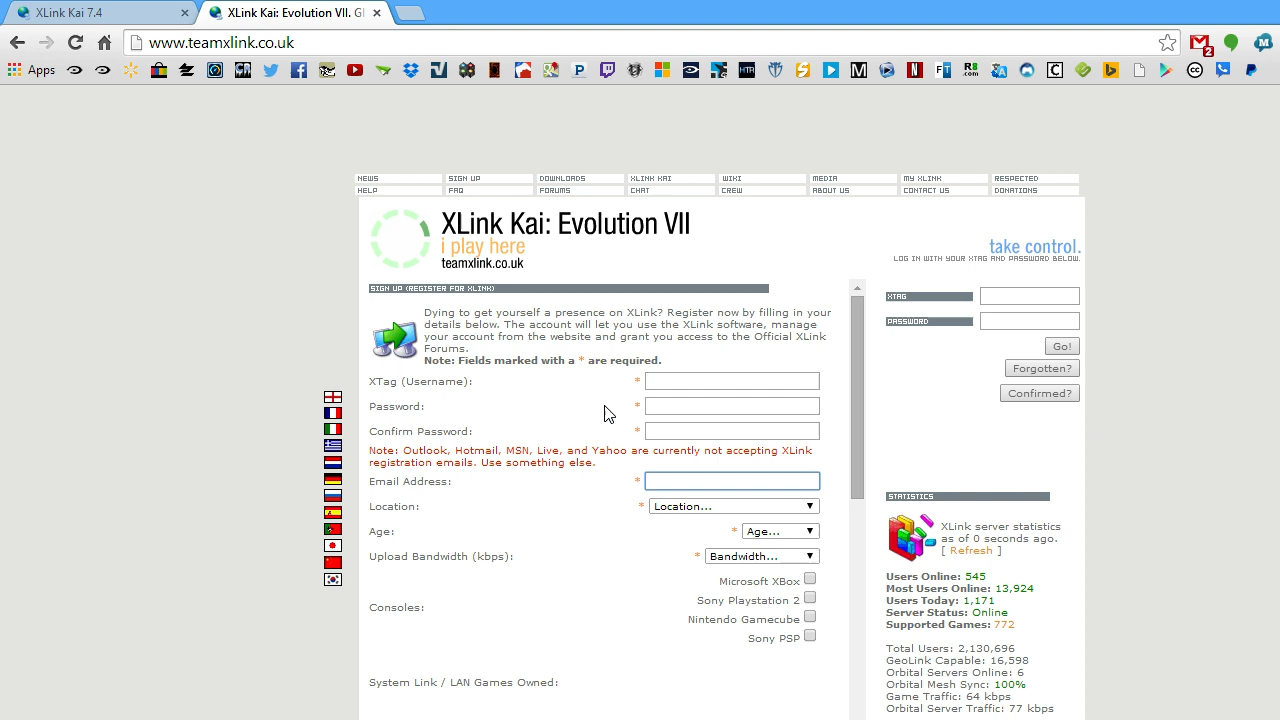 XLink Kai 7.4
XLink Kai: Evolution VII. Gl
www.teamxlink.co.uk
2
Apps
HTR
FT
R8 .com
NEWS SIGN UP DOWNLOADS XLINK KAI WIKI MEDIA MY XLINK RESPECTED
HELP FAQ FORUMS CHAT CREW ABOUT US CONTACT US DONATIONS
XLink Kai: Evolution VII
i play here
teamxlink.co.uk
take control.
LOG IN WITH YOUR XTAG AND PASSWORD BELOW.
SIGN UP (REGISTER FOR XLINK)
Dying to get yourself a presence on XLink? Register now by filling in your
details below. The account will let you use the XLink software, manage
your account from the website and grant you access to the Official XLink
Forums.
Note: Fields marked with a * are required.
XTag (Username): *
Password: *
Confirm Password: *
Note: Outlook, Hotmail, MSN, Live, and Yahoo are currently not accepting XLink
registration emails. Use something else.
Email Address: *
Location: * Location...
Age: * Age...
Upload Bandwidth (kbps): * Bandwidth...
Consoles:
Microsoft XBox
Sony Playstation 2
Nintendo Gamecube
Sony PSP
System Link / LAN Games Owned:
XTAG
PASSWORD
Go!
Forgotten?
Confirmed?
STATISTICS
XLink server statistics
as of 0 seconds ago.
[ Refresh ]
Users Online: 545
Most Users Online: 13,924
Users Today: 1,171
Server Status: Online
Supported Games: 772
Total Users: 2,130,696
GeoLink Capable: 16,598
Orbital Servers Online: 6
Orbital Mesh Sync: 100%
Game Traffic: 64 kbps
Orbital Server Traffic: 77 kbps